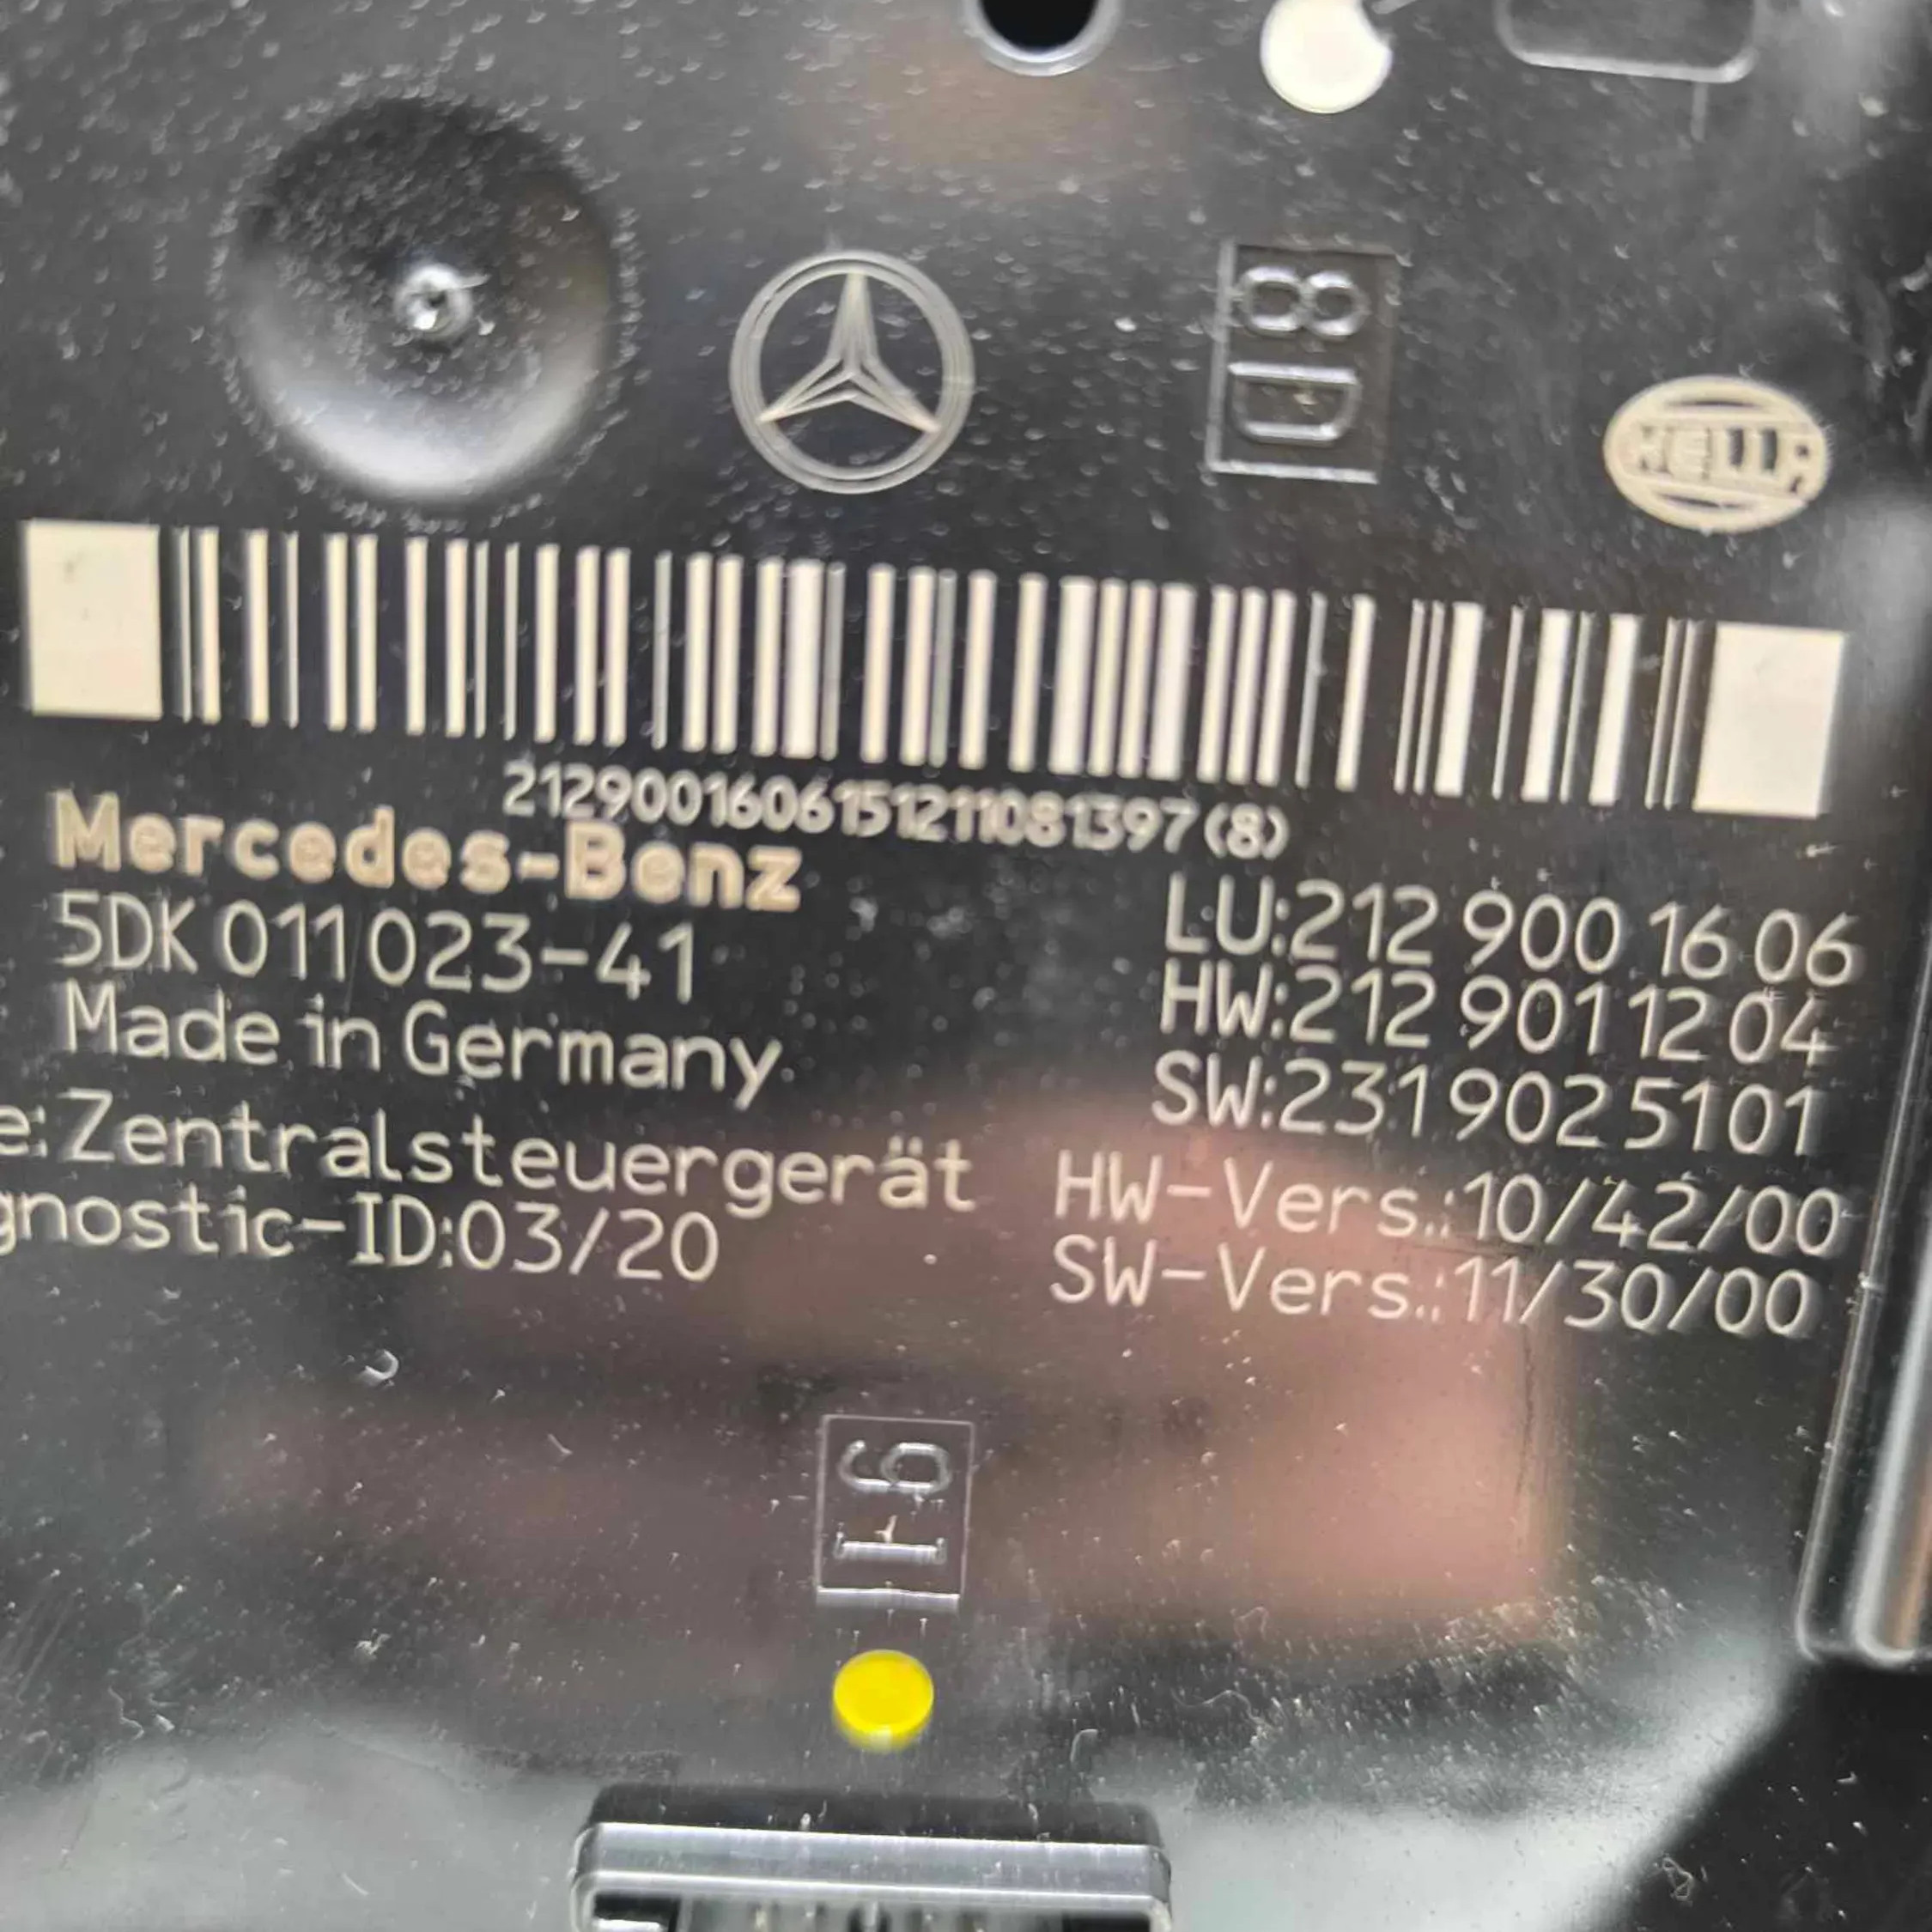 D8
HELLA
2129001606151211081397(8)
Mercedes-Benz
5DK 011 023-41
Made in Germany
e:Zentralsteuergerät
gnostic-ID:03/20
LU:212 900 16 06
HW:212 901 12 04
SW:231 902 51 01
HW-Vers.:10/42/00
SW-Vers.:11/30/00